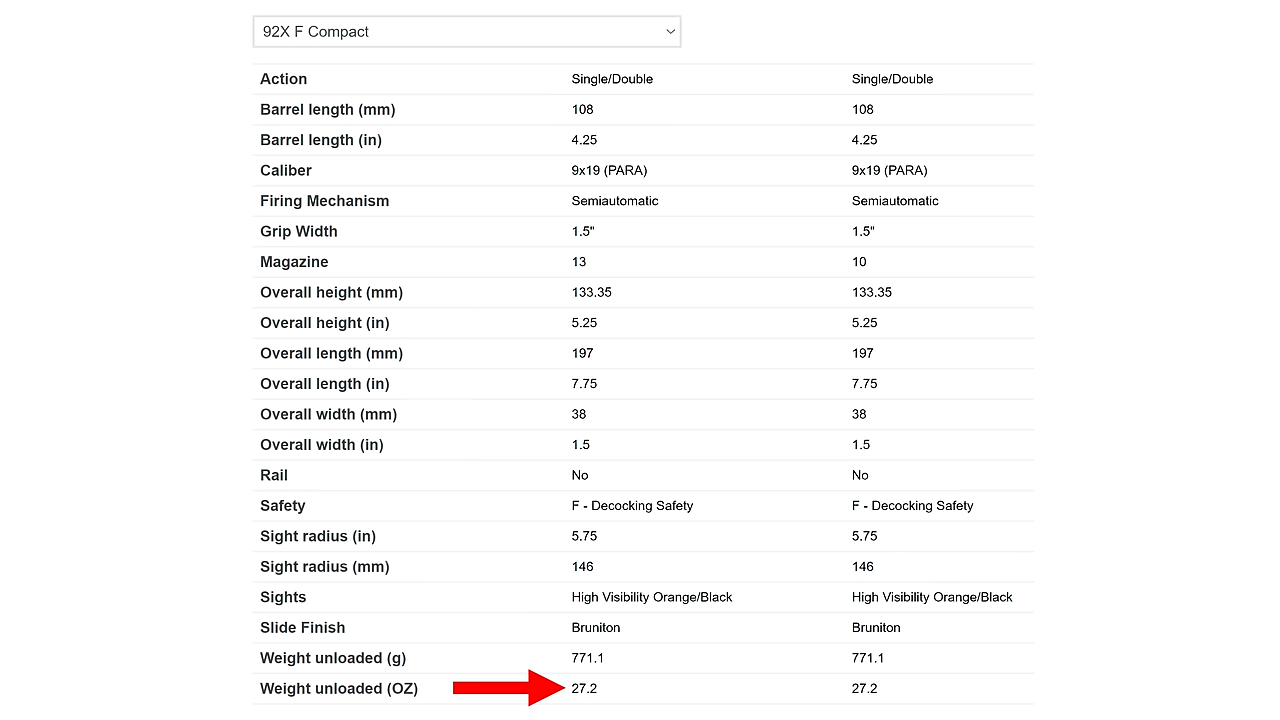 92X F Compact
Action Single/Double Single/Double
Barrel length (mm) 108 108
Barrel length (in) 4.25 4.25
Caliber 9x19 (PARA) 9x19 (PARA)
Firing Mechanism Semiautomatic Semiautomatic
Grip Width 1.5" 1.5"
Magazine 13 10
Overall height (mm) 133.35 133.35
Overall height (in) 5.25 5.25
Overall length (mm) 197 197
Overall length (in) 7.75 7.75
Overall width (mm) 38 38
Overall width (in) 1.5 1.5
Rail No No
Safety F - Decocking Safety F - Decocking Safety
Sight radius (in) 5.75 5.75
Sight radius (mm) 146 146
Sights High Visibility Orange/Black High Visibility Orange/Black
Slide Finish Bruniton Bruniton
Weight unloaded (g) 771.1 771.1
Weight unloaded (OZ) 27.2 27.2